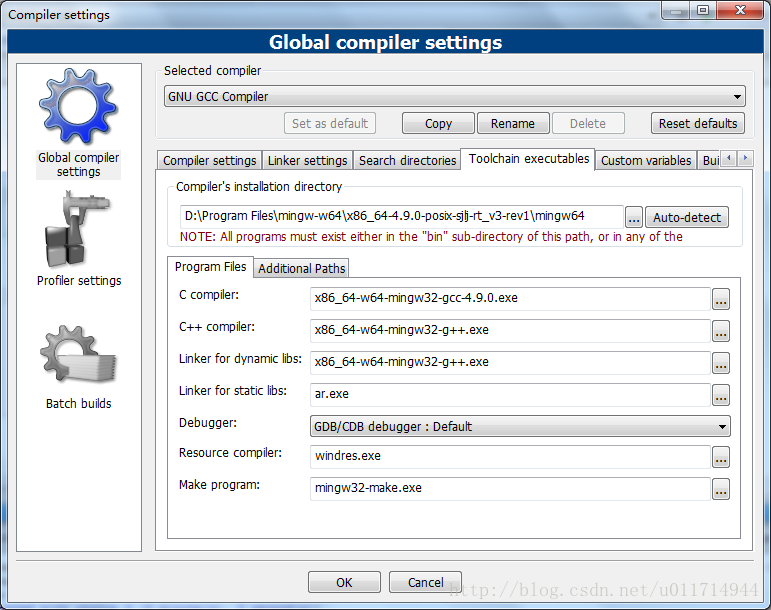 Compiler settings
Global compiler settings
Global compiler
settings
Profiler settings
Batch builds
Selected compiler
GNU GCC Compiler
Set as default Copy Rename Delete Reset defaults
Compiler settings Linker settings Search directories Toolchain executables Custom variables Bui
Compiler's installation directory
D:\Program Files\mingw-w64\x86_64-4.9.0-posix-sjlj-rt_v3-rev1\mingw64 ... Auto-detect
NOTE: All programs must exist either in the "bin" sub-directory of this path, or in any of the
Program Files Additional Paths
C compiler: x86_64-w64-mingw32-gcc-4.9.0.exe ...
C++ compiler: x86_64-w64-mingw32-g++.exe ...
Linker for dynamic libs: x86_64-w64-mingw32-g++.exe ...
Linker for static libs: ar.exe ...
Debugger: GDB/CDB debugger : Default
Resource compiler: windres.exe ...
Make program: mingw32-make.exe ...
OK Cancel
http://blog.csdn.net/u011714944